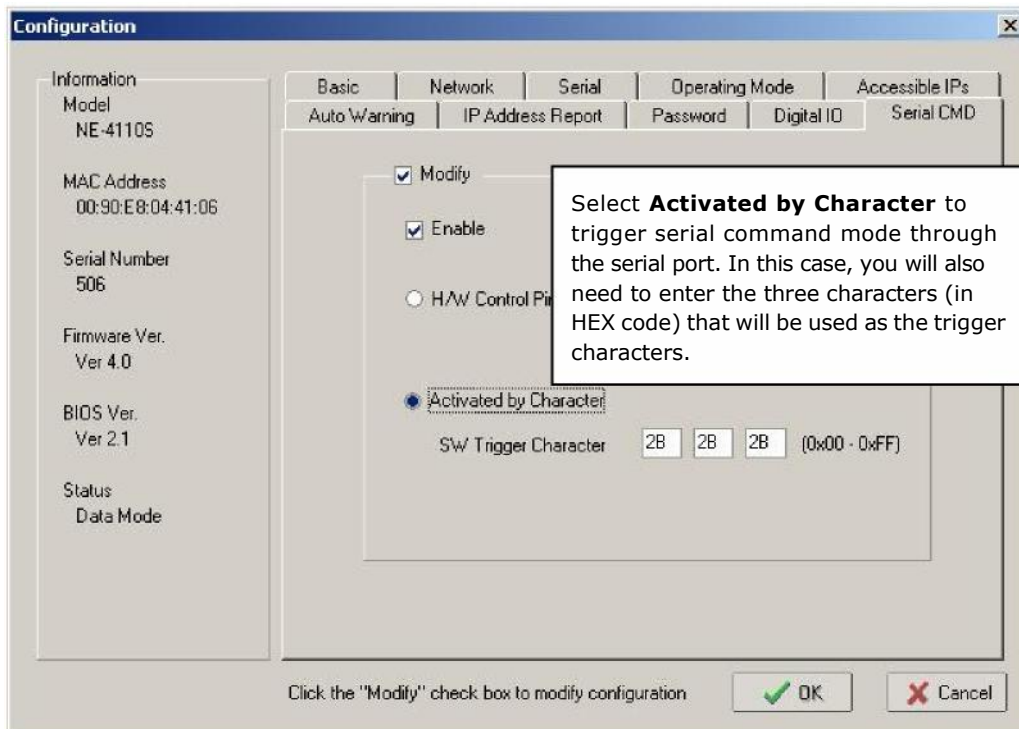 Configuration
Information
Model
NE-4110S
MAC Address
00:90:E8:04:41:06
Serial Number
506
Firmware Ver.
Ver 4.0
BIOS Ver.
Ver 2.1
Status
Data Mode
Basic Network Serial Operating Mode Accessible IPs
Auto Warning IP Address Report Password Digital IO Serial CMD
Modify
Enable
H/W Control
Select Activated by Character to
trigger serial command mode through
the serial port. In this case, you will also
need to enter the three characters (in
HEX code) that will be used as the trigger
characters.
Activated by Character
SW Trigger Character 2B 2B 2B (0x00 - 0xFF)
Click the "Modify" check box to modify configuration
OK
Cancel